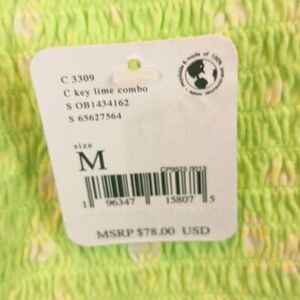 C 3309
C key lime combo
S OB1434162
S 65627564
size
M
1 96347 15807 5
MSRP $78.00 USD